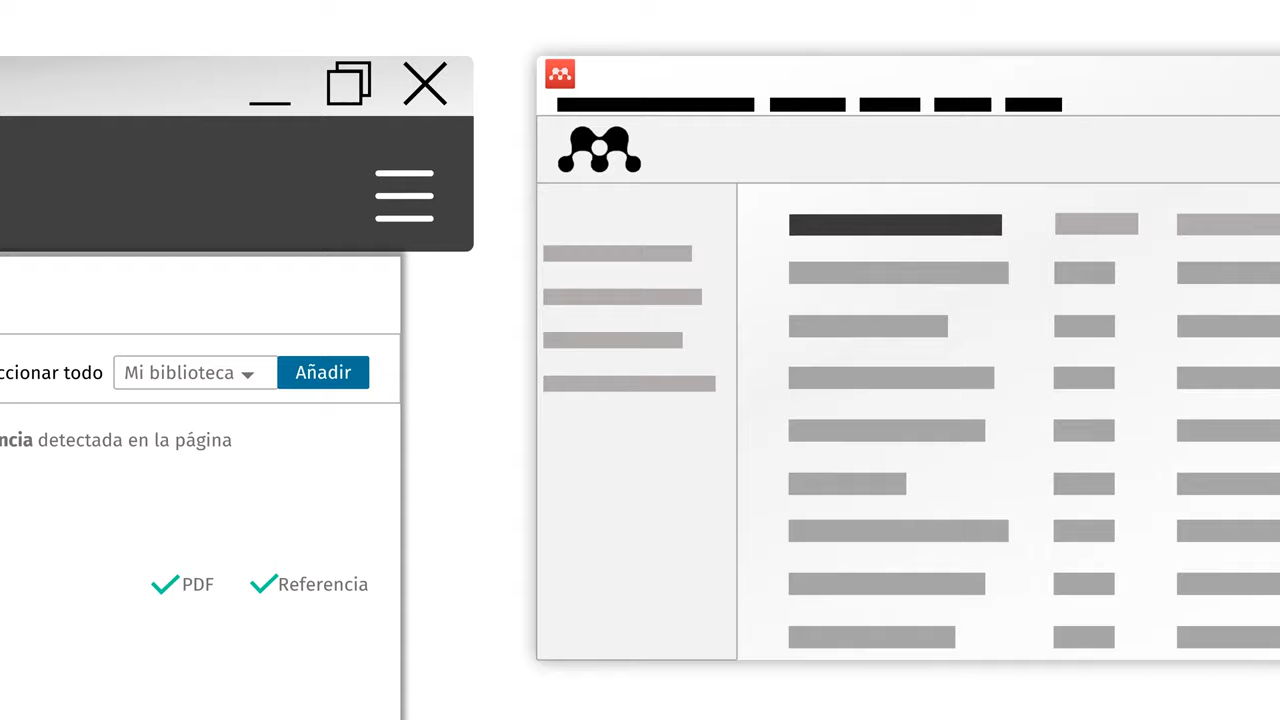 ccionar todo Mi biblioteca Añadir
ncia detectada en la página
PDF Referencia